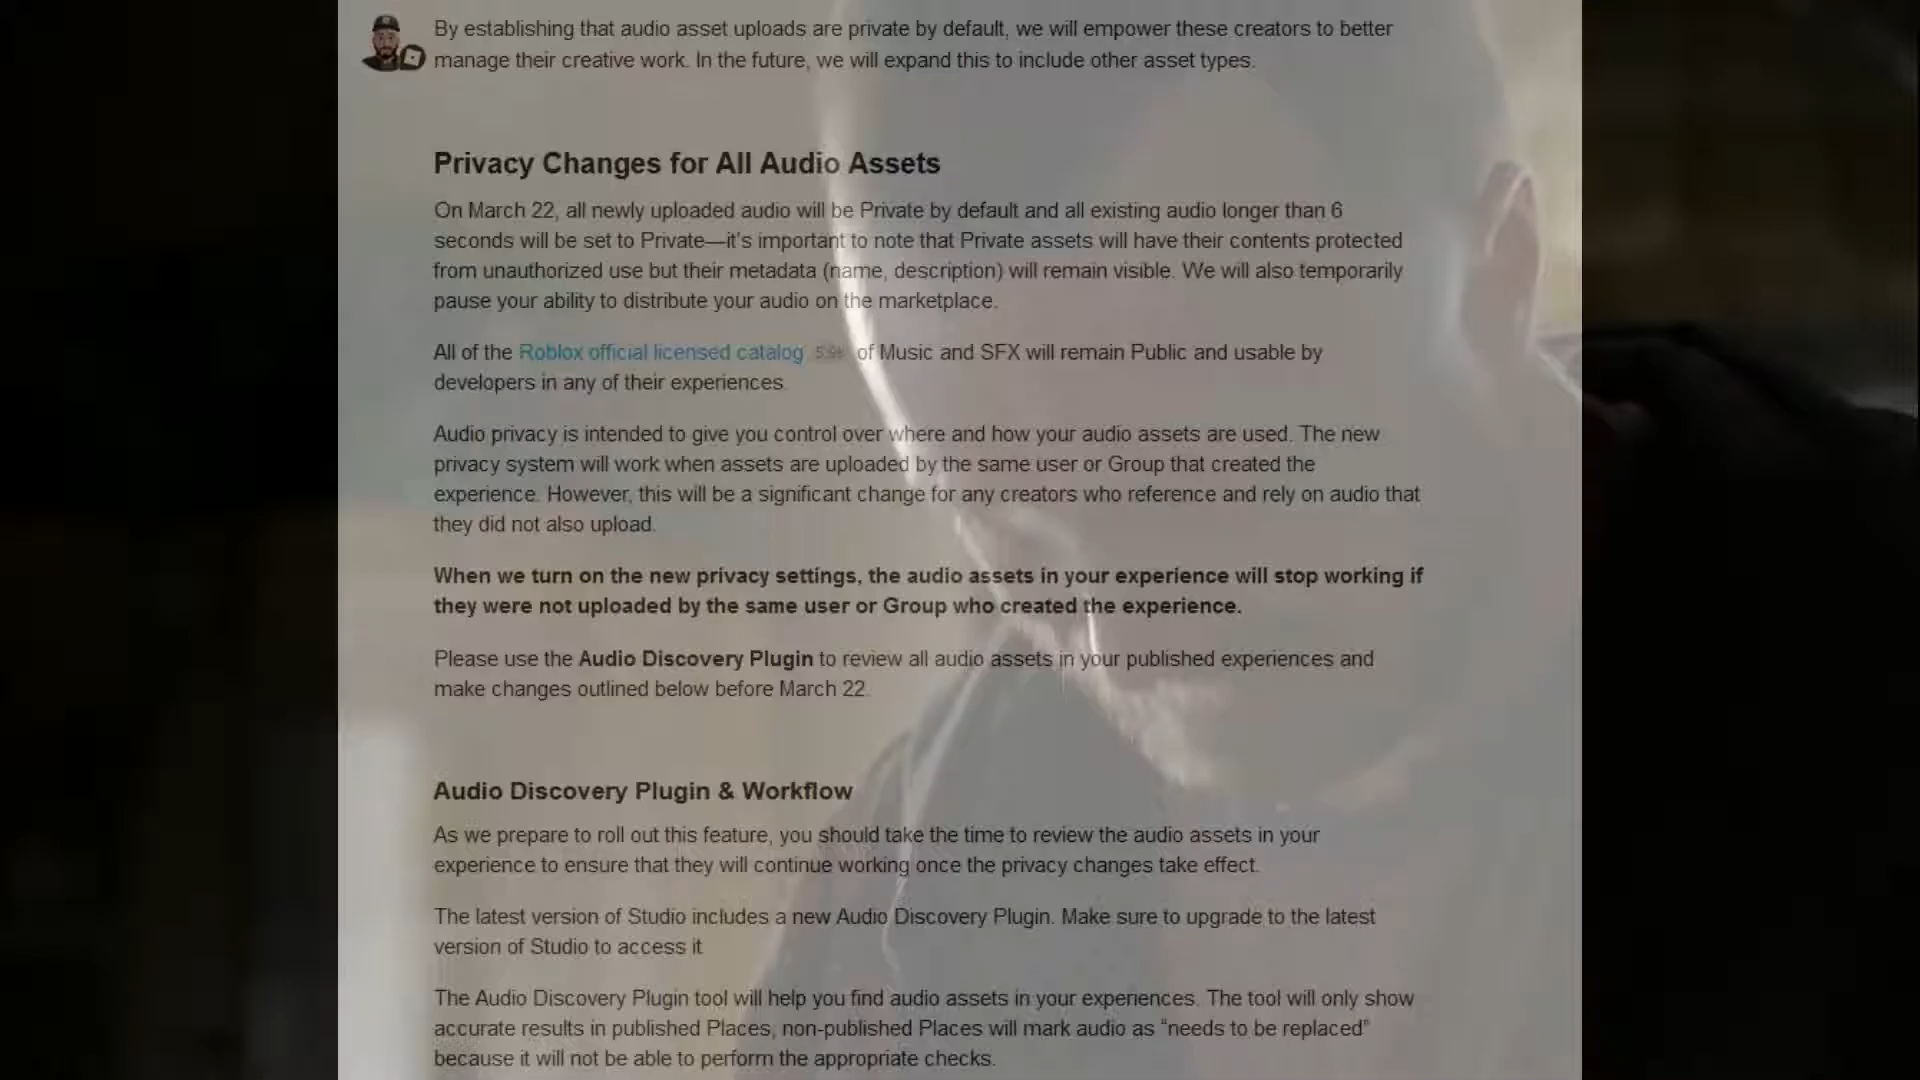 By establishing that audio asset uploads are private by default, we will empower these creators to better
manage their creative work. In the future, we will expand this to include other asset types.
Privacy Changes for All Audio Assets
On March 22, all newly uploaded audio will be Private by default and all existing audio longer than 6
seconds will be set to Private—it's important to note that Private assets will have their contents protected
from unauthorized use but their metadata (name, description) will remain visible. We will also temporarily
pause your ability to distribute your audio on the marketplace.
All of the Roblox official licensed catalog of Music and SFX will remain Public and usable by
developers in any of their experiences.
Audio privacy is intended to give you control over where and how your audio assets are used. The new
privacy system will work when assets are uploaded by the same user or Group that created the
experience. However, this will be a significant change for any creators who reference and rely on audio that
they did not also upload.
When we turn on the new privacy settings, the audio assets in your experience will stop working if
they were not uploaded by the same user or Group who created the experience.
Please use the Audio Discovery Plugin to review all audio assets in your published experiences and
make changes outlined below before March 22.
Audio Discovery Plugin & Workflow
As we prepare to roll out this feature, you should take the time to review the audio assets in your
experience to ensure that they will continue working once the privacy changes take effect.
The latest version of Studio includes a new Audio Discovery Plugin. Make sure to upgrade to the latest
version of Studio to access it
The Audio Discovery Plugin tool will help you find audio assets in your experiences. The tool will only show
accurate results in published Places, non-published Places will mark audio as “needs to be replaced”
because it will not be able to perform the appropriate checks.